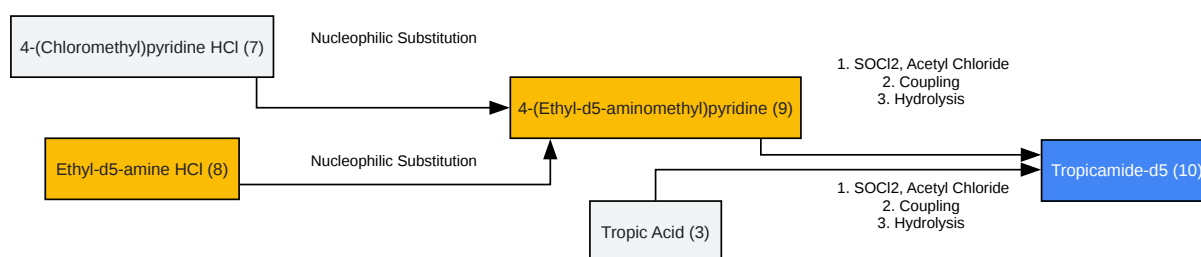 4-(Chloromethyl)pyridine HCl (7)
Nucleophilic Substitution
1. SOCl2, Acetyl Chloride
2. Coupling
3. Hydrolysis
4-(Ethyl-d5-aminomethyl)pyridine (9)
Ethyl-d5-amine HCl (8)
Nucleophilic Substitution
Tropicamide-d5 (10)
1. SOCl2, Acetyl Chloride
2. Coupling
3. Hydrolysis
Tropic Acid (3)